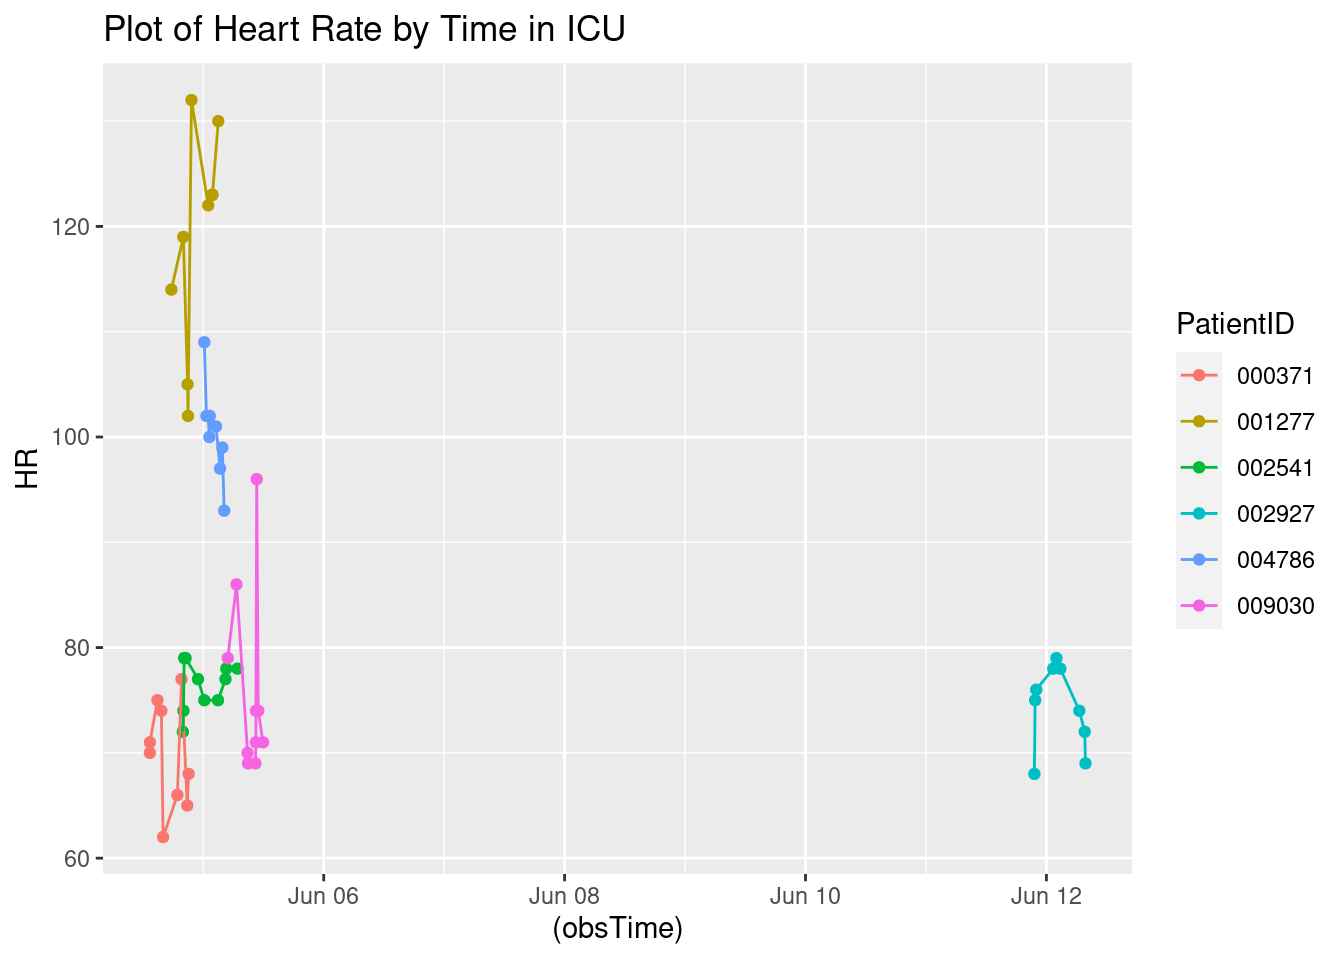 Plot of Heart Rate by Time in ICU
HR
120
100
80
60
Jun 06
Jun 08
Jun 10
Jun 12
(obsTime)
PatientID
000371
001277
002541
002927
004786
009030